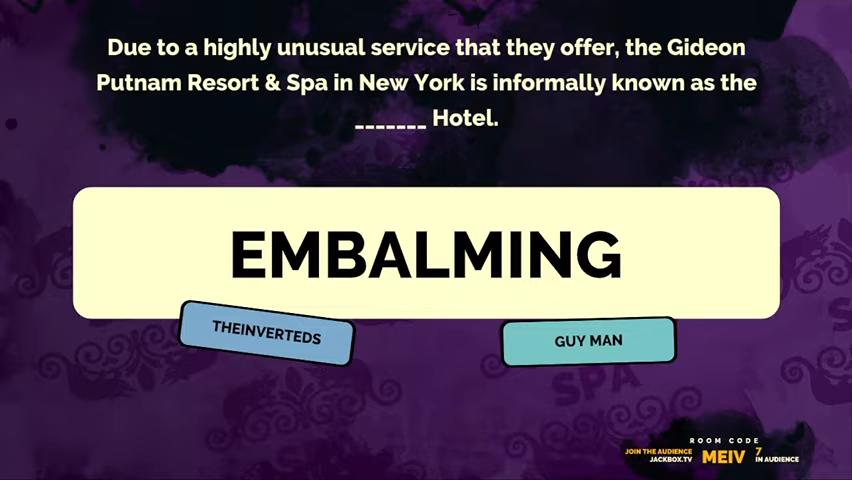 Due to a highly unusual service that they offer, the Gideon
Putnam Resort & Spa in New York is informally known as the
_______ Hotel.
EMBALMING
THEINVERTEDS
GUY MAN
SPA
ROOM CODE
JOIN THE AUDIENCE
JACKBOX.TV
MEIV
7
IN AUDIENCE